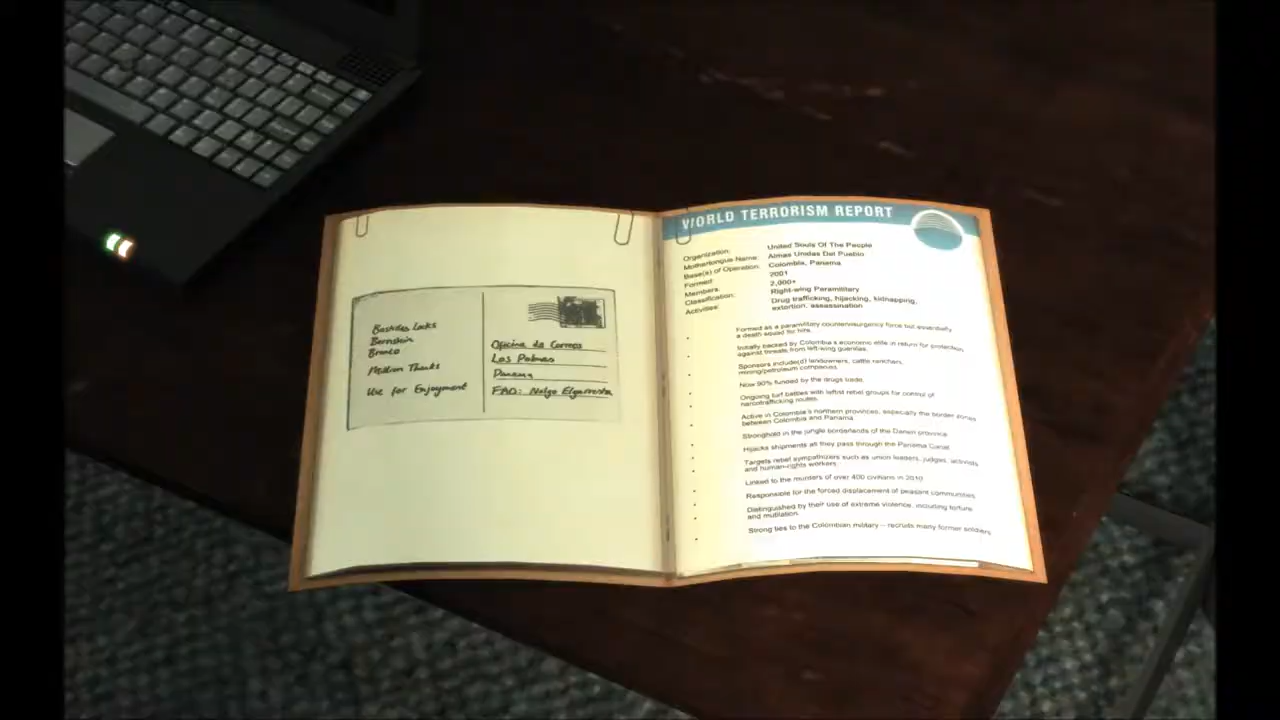 Bastides Locks
Bernstein
Branco
Million Thanks
Use for Enjoyment
Oficina de Correos
Las Palmas
Panama
FAO: Nelgo Elgarresta
WORLD TERRORISM REPORT
Organization: United Souls Of The People
Mothertongue Name: Almas Unidas Del Pueblo
Base(s) of Operation: Colombia, Panama
Formed: 2001
Members: 2,000+
Classification: Right-wing Paramilitary
Activities: Drug trafficking, hijacking, kidnapping,
extortion, assassination
Formed as a paramilitary counterinsurgency force but essentially
a death squad for hire.
Initially backed by Colombia's economic elite in return for protection
against threats from left-wing guerillas.
Sponsors include(d) landowners, cattle ranchers,
mining/petroleum companies.
Now 90% funded by the drugs trade.
Ongoing turf battles with leftist rebel groups for control of
narcotrafficking routes.
Active in Colombia's northern provinces, especially the border zones
between Colombia and Panama.
Stronghold in the jungle borderlands of the Darien province
Hijacks shipments as they pass through the Panama Canal
Targets rebel sympathizers such as union leaders, judges, activists
and human-rights workers.
Linked to the murders of over 400 civilians in 2010
Responsible for the forced displacement of peasant communities
Distinguished by their use of extreme violence, including torture
and mutilation.
Strong ties to the Colombian military – recruits many former soldiers